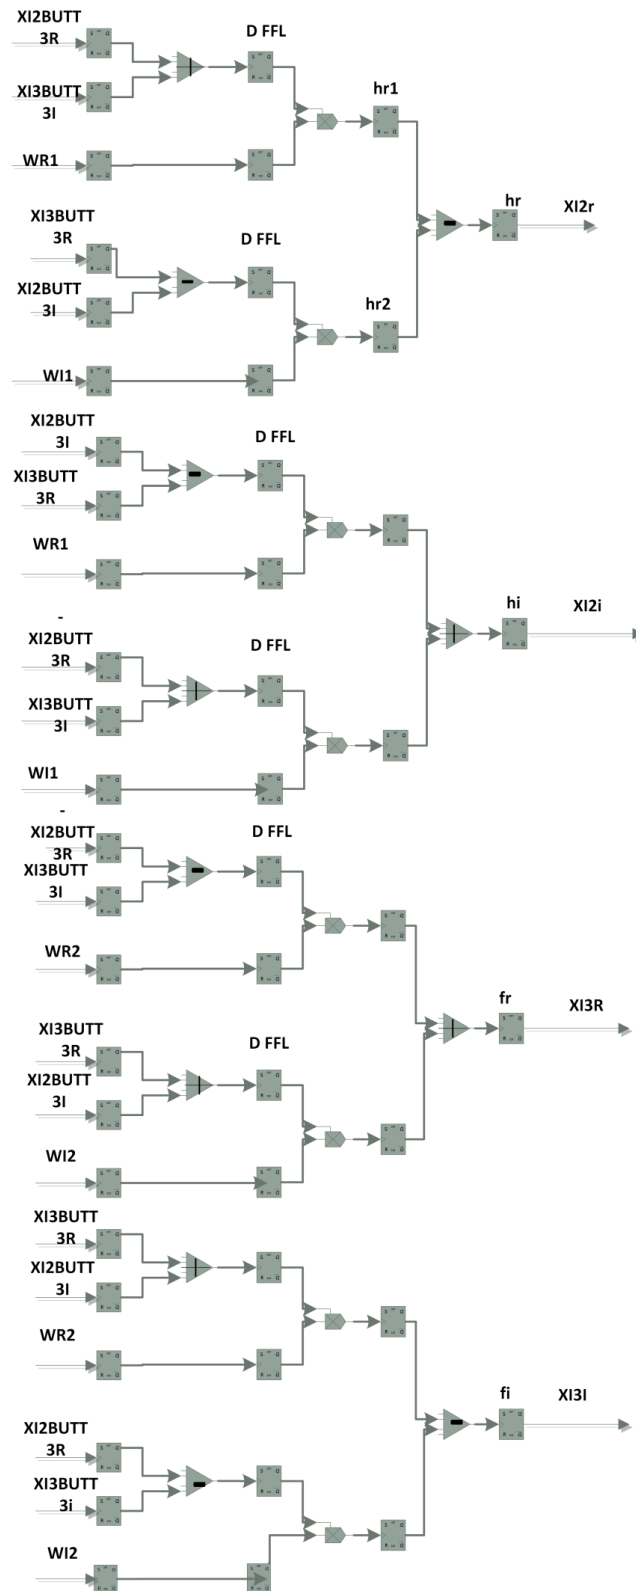 XI2BUTT
3R
D FFL
XI3BUTT
3I
hr1
WR1
hr
XI2r
XI3BUTT
3R
D FFL
XI2BUTT
3I
hr2
WI1
XI2BUTT
3I
D FFL
XI3BUTT
3R
WR1
hi
XI2i
-
XI2BUTT
3R
D FFL
XI3BUTT
3I
WI1
-
XI2BUTT
3R
D FFL
XI3BUTT
3I
WR2
fr
XI3R
XI3BUTT
3R
D FFL
XI2BUTT
3I
WI2
XI3BUTT
3R
XI2BUTT
3I
WR2
fi
XI3I
XI2BUTT
3R
XI3BUTT
3i
WI2